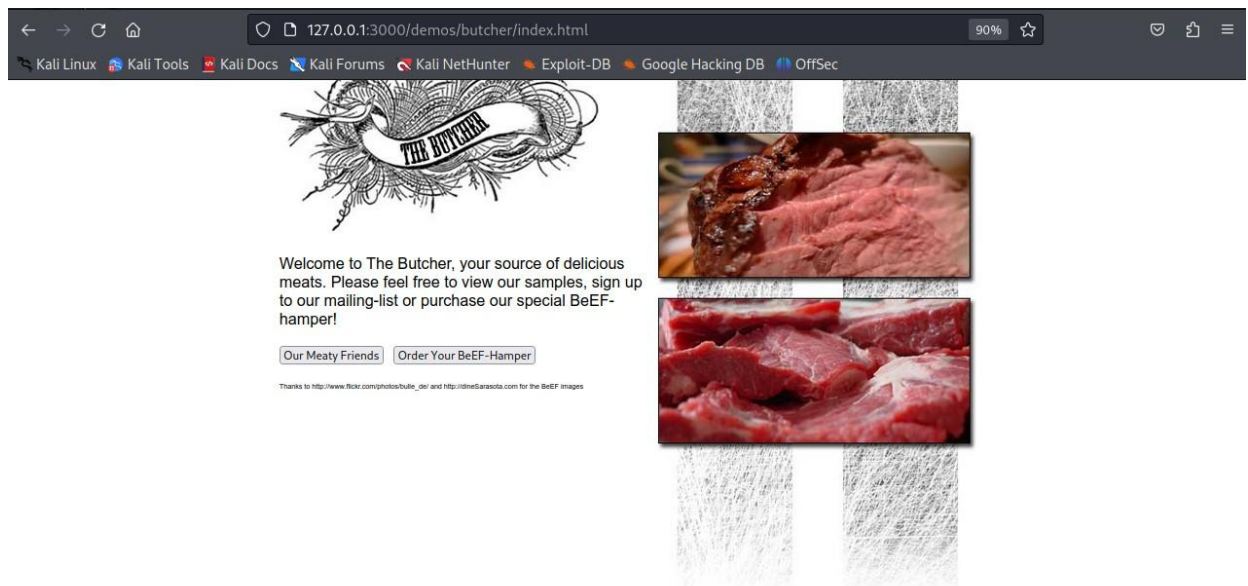 127.0.0.1:3000/demos/butcher/index.html
90%
Kali Linux Kali Tools Kali Docs Kali Forums Kali NetHunter Exploit-DB Google Hacking DB OffSec
THE BUTCHER
Welcome to The Butcher, your source of delicious
meats. Please feel free to view our samples, sign up
to our mailing-list or purchase our special BeEF-
hamper!
Our Meaty Friends Order Your BeEF-Hamper
Thanks to http://www.flickr.com/photos/bulle_de/ and http://dineSarasota.com for the BeEF images